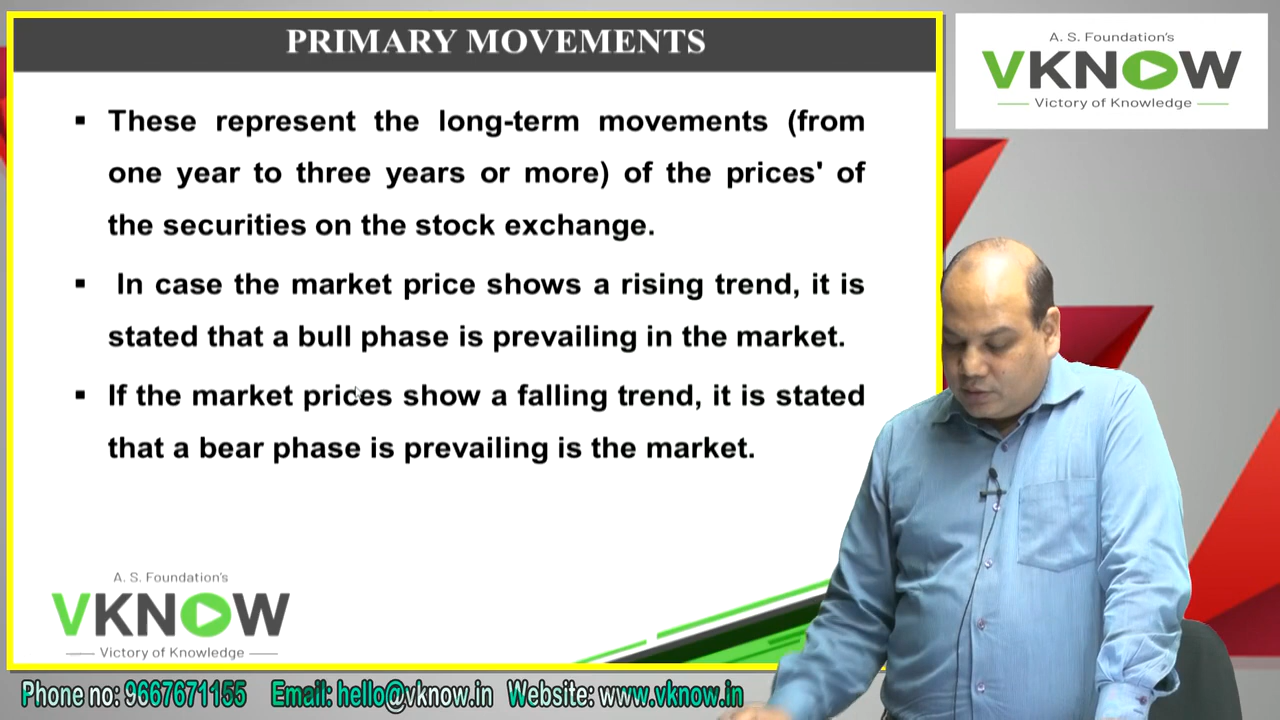 PRIMARY MOVEMENTS
▪ These represent the long-term movements (from
one year to three years or more) of the prices' of
the securities on the stock exchange.
▪ In case the market price shows a rising trend, it is
stated that a bull phase is prevailing in the market.
▪ If the market prices show a falling trend, it is stated
that a bear phase is prevailing is the market.
A. S. Foundation's
VKNOW
Victory of Knowledge
A. S. Foundation's
VKNOW
Victory of Knowledge
Phone no: 9667671155 Email: hello@vknow.in Website: www.vknow.in